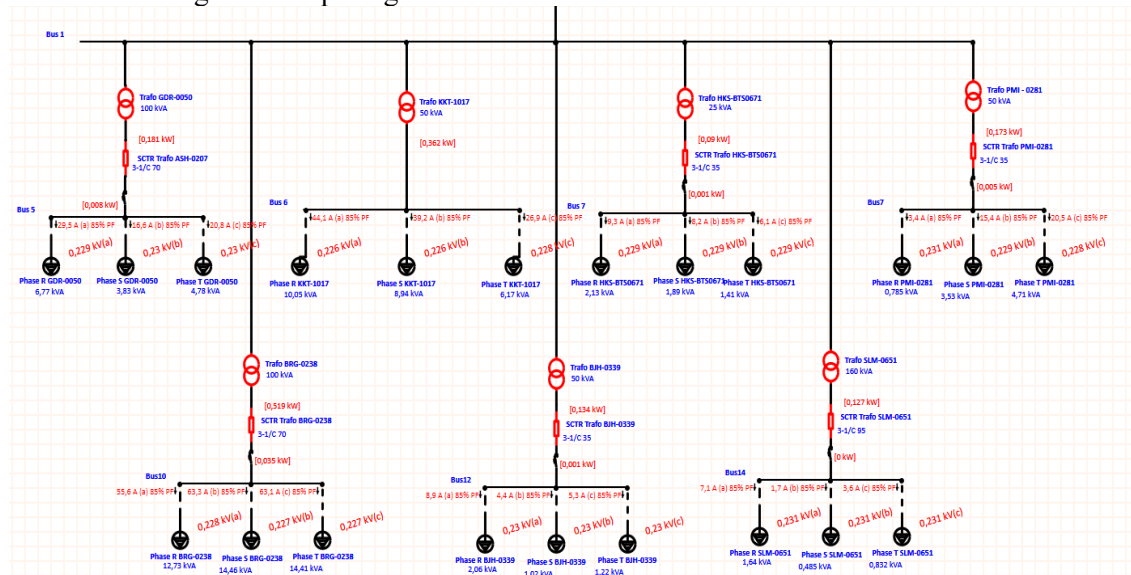 Bus 1
Trafo GDR-0050
100 kVA
[0,181 kW]
SCTR Trafo ASH-0207
3-1/C 70
[0,008 kW]
Bus 5
29,5 A (a) 85% PF
16,6 A (b) 85% PF
20,8 A (c) 85% PF
0,229 kV(a)
0,23 kV(b)
0,23 kV(c)
Phase R GDR-0050
6,77 kVA
Phase S GDR-0050
3,83 kVA
Phase T GDR-0050
4,78 kVA
Trafo KKT-1017
50 kVA
[0,362 kW]
Bus 6
44,1 A (a) 85% PF
39,2 A (b) 85% PF
26,9 A (c) 85% PF
0,226 kV(a)
0,226 kV(b)
0,228 kV(c)
Phase R KKT-1017
10,05 kVA
Phase S KKT-1017
8,94 kVA
Phase T KKT-1017
6,17 kVA
Trafo HKS-BTS0671
25 kVA
[0,09 kW]
SCTR Trafo HKS-BTS0671
3-1/C 35
[0,001 kW]
Bus 7
9,3 A (a) 85% PF
8,2 A (b) 85% PF
6,1 A (c) 85% PF
0,229 kV(a)
0,229 kV(b)
0,229 kV(c)
Phase R HKS-BTS0671
2,13 kVA
Phase S HKS-BTS0671
1,89 kVA
Phase T HKS-BTS0671
1,41 kVA
Trafo PMI - 0281
50 kVA
[0,173 kW]
SCTR Trafo PMI-0281
3-1/C 35
[0,005 kW]
Bus7
3,4 A (a) 85% PF
15,4 A (b) 85% PF
20,5 A (c) 85% PF
0,231 kV(a)
0,229 kV(b)
0,228 kV(c)
Phase R PMI-0281
0,785 kVA
Phase S PMI-0281
3,53 kVA
Phase T PMI-0281
4,71 kVA
Trafo BRG-0238
100 kVA
[0,519 kW]
SCTR Trafo BRG-0238
3-1/C 70
[0,035 kW]
Bus10
55,6 A (a) 85% PF
63,3 A (b) 85% PF
63,1 A (c) 85% PF
0,228 kV(a)
0,227 kV(b)
0,227 kV(c)
Phase R BRG-0238
12,73 kVA
Phase S BRG-0238
14,46 kVA
Phase T BRG-0238
14,41 kVA
Trafo BJH-0339
50 kVA
[0,134 kW]
SCTR Trafo BJH-0339
3-1/C 35
[0,001 kW]
Bus12
8,9 A (a) 85% PF
4,4 A (b) 85% PF
5,3 A (c) 85% PF
0,23 kV(a)
0,23 kV(b)
0,23 kV(c)
Phase R BJH-0339
2,06 kVA
Phase S BJH-0339
1,02 kVA
Phase T BJH-0339
1,22 kVA
Trafo SLM-0651
160 kVA
[0,127 kW]
SCTR Trafo SLM-0651
3-1/C 95
[0 kW]
Bus14
7,1 A (a) 85% PF
1,7 A (b) 85% PF
3,6 A (c) 85% PF
0,231 kV(a)
0,231 kV(b)
0,231 kV(c)
Phase R SLM-0651
1,64 kVA
Phase S SLM-0651
0,485 kVA
Phase T SLM-0651
0,832 kVA